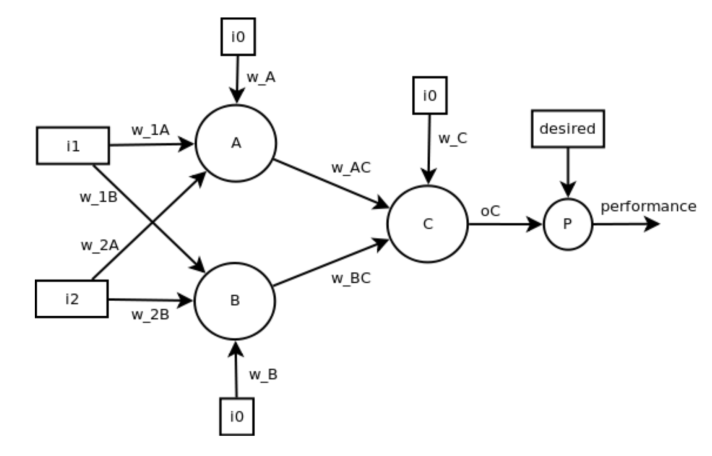 i0
w_A
i0
i1
w_1A
A
w_C
desired
w_AC
w_1B
oC
performance
C
P
w_2A
w_BC
i2
w_2B
B
w_B
i0